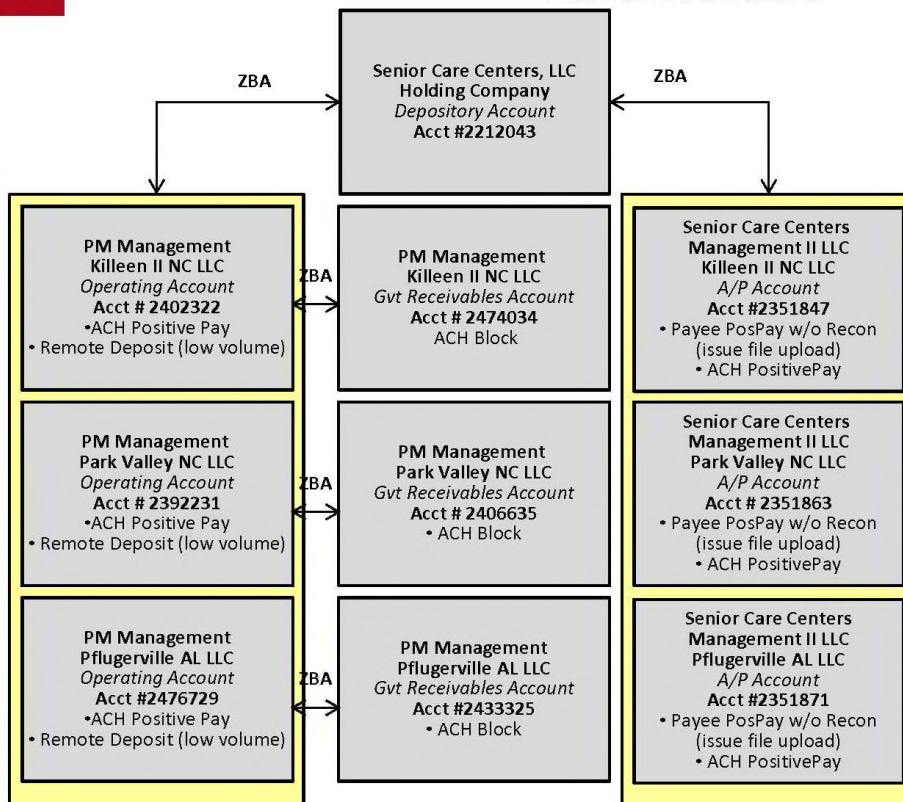 ZBA
Senior Care Centers, LLC
Holding Company
Depository Account
Acct #2212043
ZBA
PM Management
Killeen II NC LLC
Operating Account
Acct # 2402322
•ACH Positive Pay
• Remote Deposit (low volume)
ZBA
PM Management
Killeen II NC LLC
Gvt Receivables Account
Acct # 2474034
ACH Block
Senior Care Centers
Management II LLC
Killeen II NC LLC
A/P Account
Acct #2351847
• Payee PosPay w/o Recon
(issue file upload)
• ACH PositivePay
PM Management
Park Valley NC LLC
Operating Account
Acct # 2392231
•ACH Positive Pay
• Remote Deposit (low volume)
ZBA
PM Management
Park Valley NC LLC
Gvt Receivables Account
Acct # 2406635
• ACH Block
Senior Care Centers
Management II LLC
Park Valley NC LLC
A/P Account
Acct # 2351863
• Payee PosPay w/o Recon
(issue file upload)
• ACH PositivePay
PM Management
Pflugerville AL LLC
Operating Account
Acct #2476729
•ACH Positive Pay
• Remote Deposit (low volume)
ZBA
PM Management
Pflugerville AL LLC
Gvt Receivables Account
Acct #2433325
• ACH Block
Senior Care Centers
Management II LLC
Pflugerville AL LLC
A/P Account
Acct #2351871
• Payee PosPay w/o Recon
(issue file upload)
• ACH PositivePay